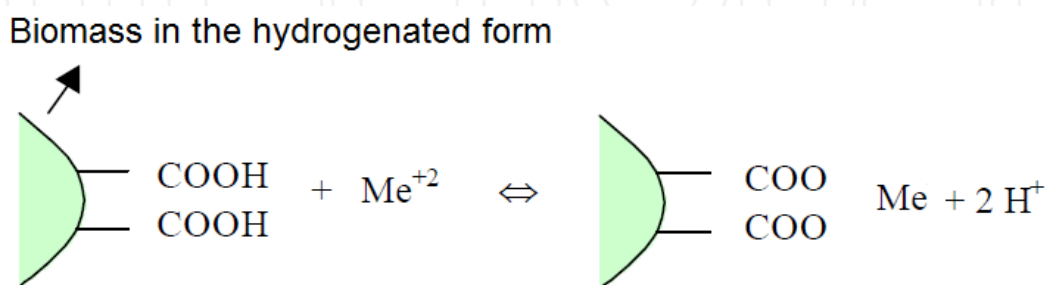 Biomass in the hydrogenated form
COOH + Me+2 ⇔ COO Me + 2 H+
COOH COO